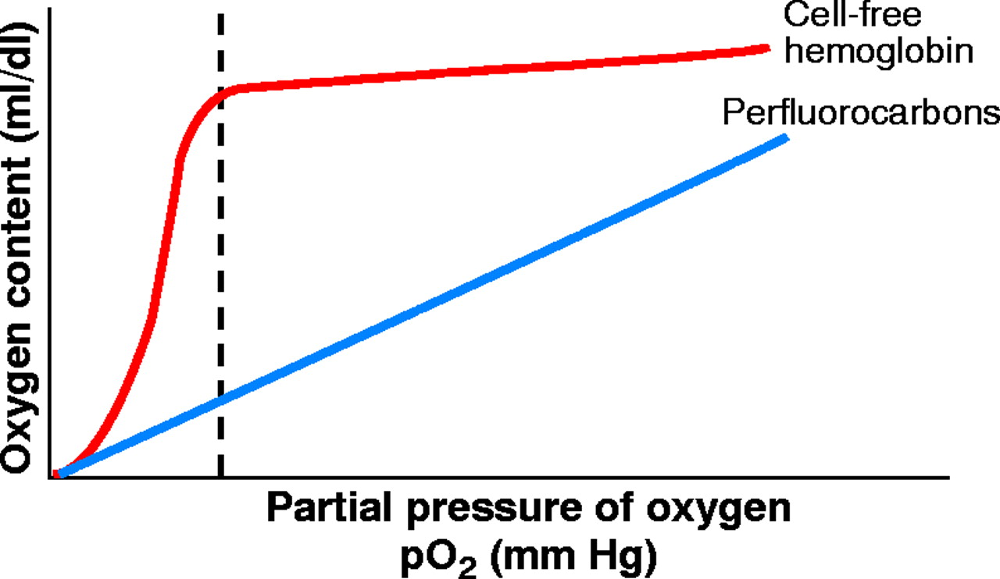 Cell-free
hemoglobin
Perfluorocarbons
Oxygen content (ml/dl)
Partial pressure of oxygen
pO₂ (mm Hg)